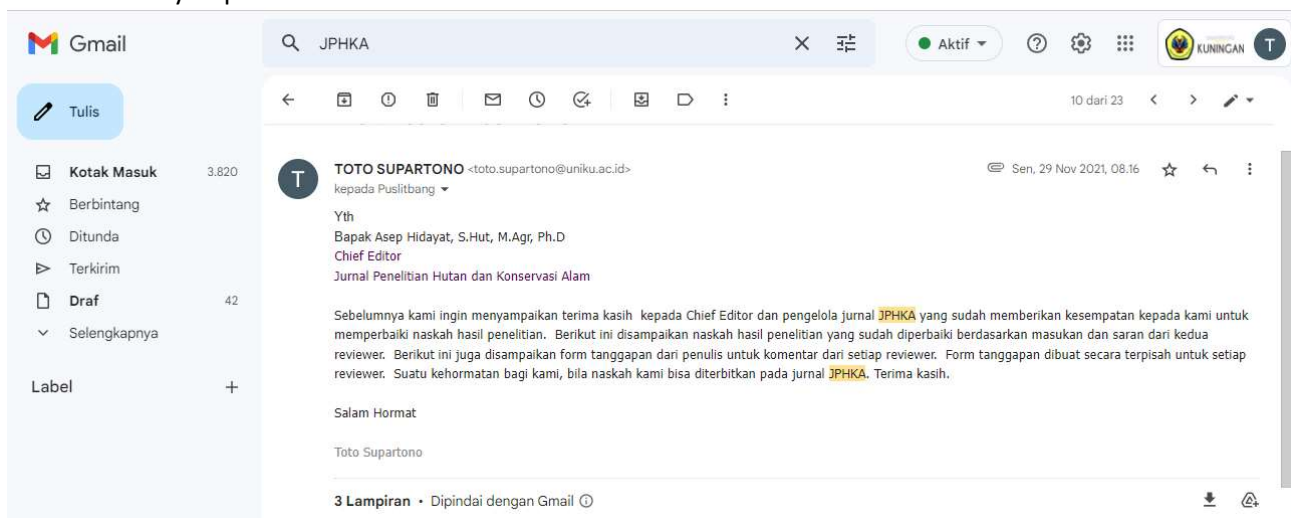 Gmail
JPHKA
Aktif
KUNINGAN
T
Tulis
10 dari 23
Kotak Masuk 3.820
Berbintang
Ditunda
Terkirim
Draf 42
Selengkapnya
Label
T
TOTO SUPARTONO <toto.supartono@uniku.ac.id>
Sen, 29 Nov 2021, 08.16
kepada Puslitbang
Yth
Bapak Asep Hidayat, S.Hut, M.Agr, Ph.D
Chief Editor
Jurnal Penelitian Hutan dan Konservasi Alam
Sebelumnya kami ingin menyampaikan terima kasih kepada Chief Editor dan pengelola jurnal JPHKA yang sudah memberikan kesempatan kepada kami untuk
memperbaiki naskah hasil penelitian. Berikut ini disampaikan naskah hasil penelitian yang sudah diperbaiki berdasarkan masukan dan saran dari kedua
reviewer. Berikut ini juga disampaikan form tanggapan dari penulis untuk komentar dari setiap reviewer. Form tanggapan dibuat secara terpisah untuk setiap
reviewer. Suatu kehormatan bagi kami, bila naskah kami bisa diterbitkan pada jurnal JPHKA. Terima kasih.
Salam Hormat
Toto Supartono
3 Lampiran • Dipindai dengan Gmail